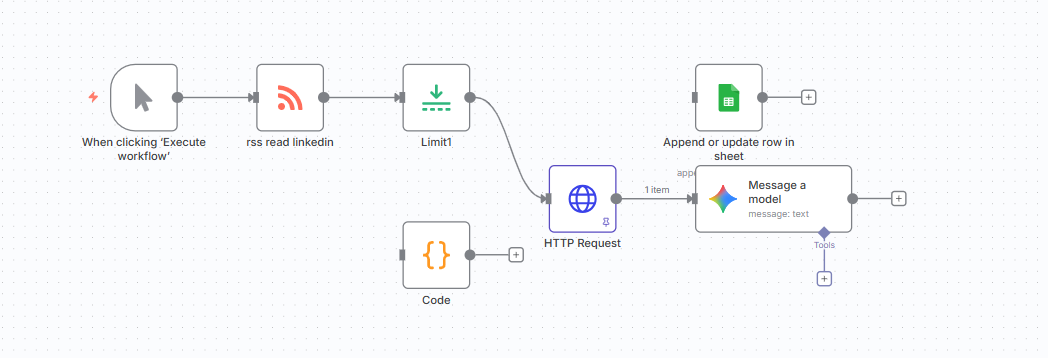 When clicking ‘Execute
workflow’
rss read linkedin
Limit1
Append or update row in
sheet
appe
1 item
Message a
model
message: text
HTTP Request
Tools
Code